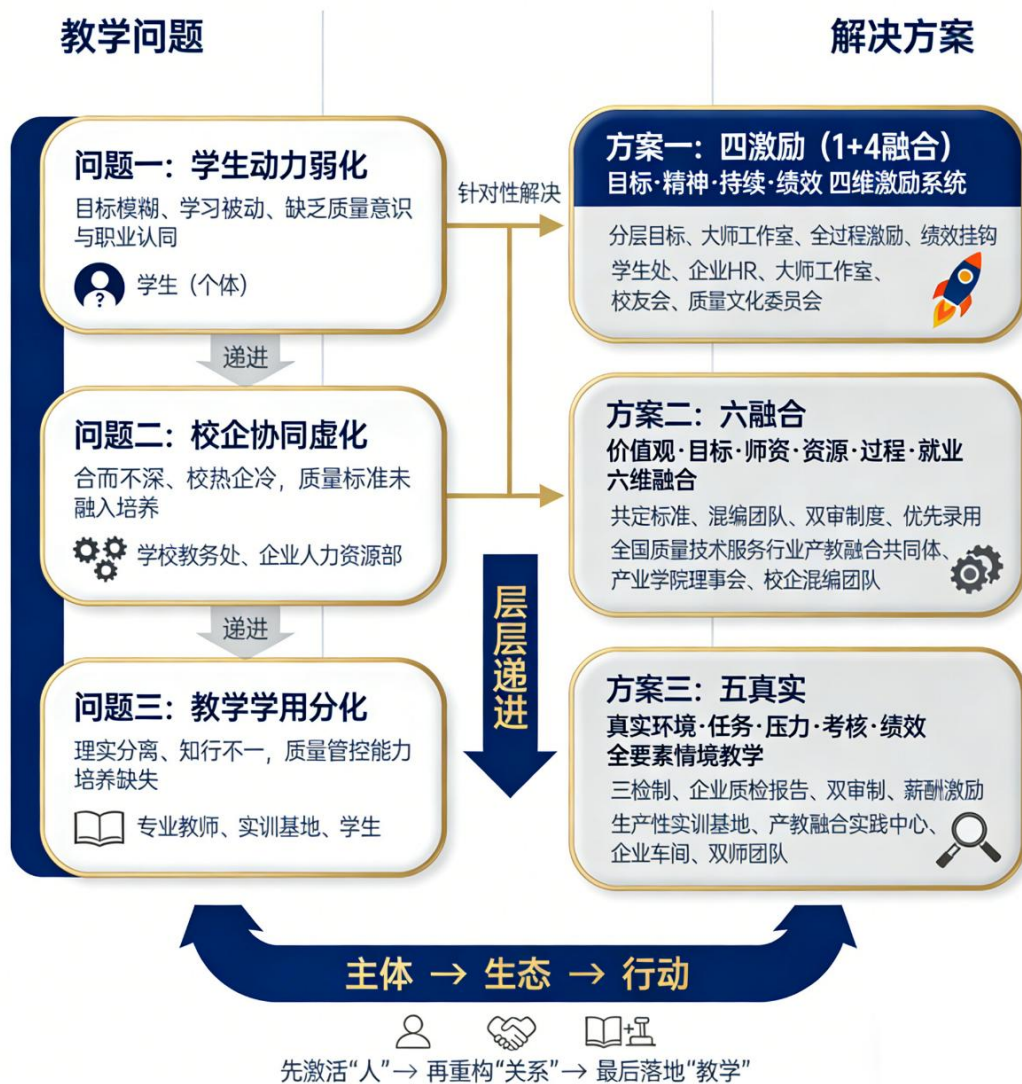 教学问题
解决方案
问题一：学生动力弱化
目标模糊、学习被动、缺乏质量意识
与职业认同
学生（个体）
针对性解决
方案一：四激励（1+4融合）
目标·精神·持续·绩效 四维激励系统
分层目标、大师工作室、全过程激励、绩效挂钩
学生处、企业HR、大师工作室、
校友会、质量文化委员会
递进
问题二：校企协同虚化
合而不深、校热企冷，质量标准未
融入培养
学校教务处、企业人力资源部
方案二：六融合
价值观·目标·师资·资源·过程·就业
六维融合
共定标准、混编团队、双审制度、优先录用
全国质量技术服务行业产教融合共同体、
产业学院理事会、校企混编团队
递进
层层递进
问题三：教学学用分化
理实分离、知行不一，质量管控能力
培养缺失
专业教师、实训基地、学生
方案三：五真实
真实环境·任务·压力·考核·绩效
全要素情境教学
三检制、企业质检报告、双审制、薪酬激励
生产性实训基地、产教融合实践中心、
企业车间、双师团队
主体 → 生态 → 行动
先激活“人”→ 再重构“关系”→ 最后落地“教学”